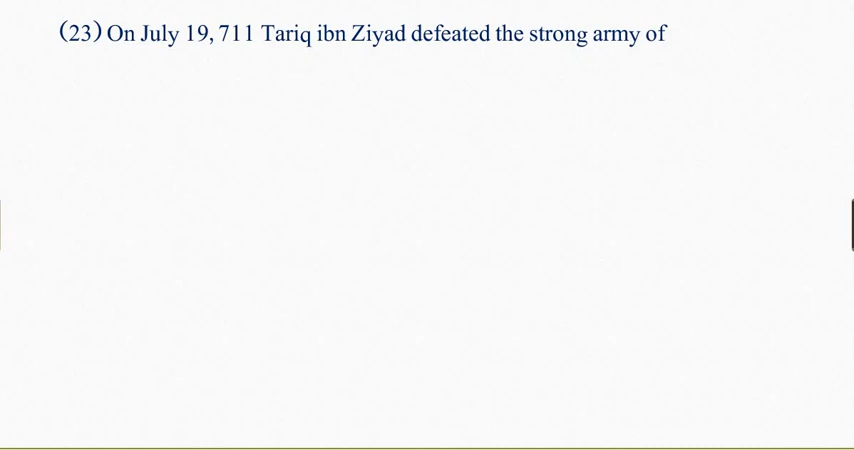 (23) On July 19, 711 Tariq ibn Ziyad defeated the strong army of